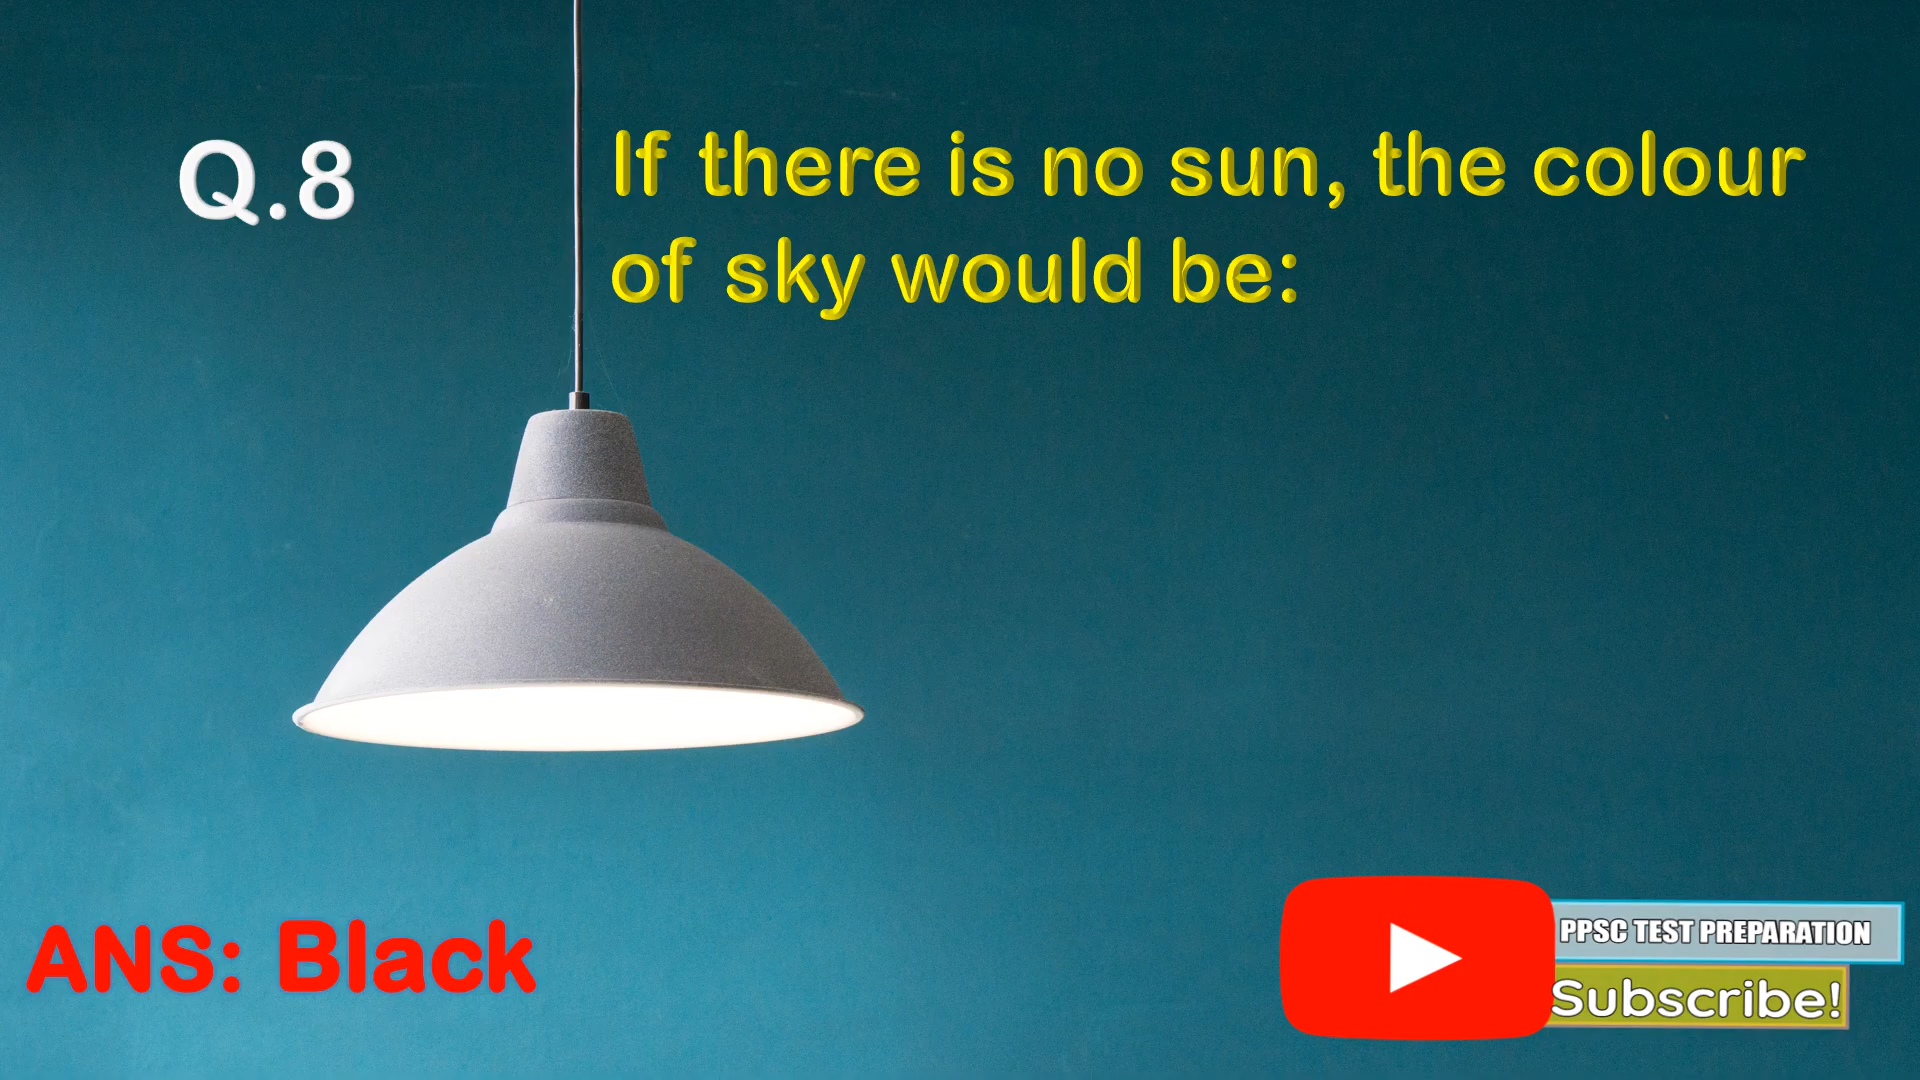 Q.8
If there is no sun, the colour
of sky would be:
ANS: Black
PPSC TEST PREPARATION
Subscribe!